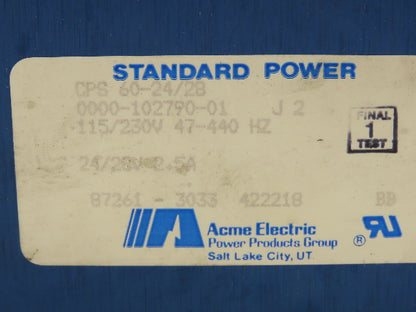 STANDARD POWER
CPS 60-24/28
0000-102790-01 J 2
115/230V 47-440 HZ
FINAL
1
TEST
24/28V 2.5A
87261 - 3033 422218 BD
Acme Electric
Power Products Group ®
Salt Lake City, UT